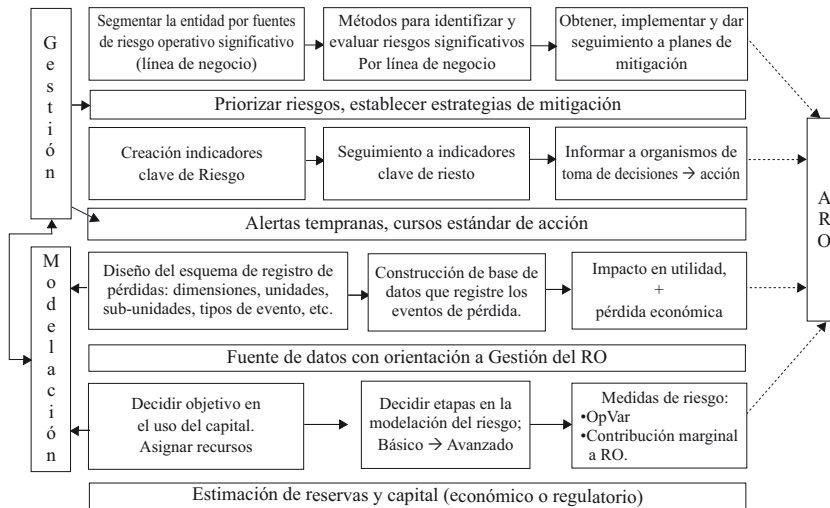 Gestión
Segmentar la entidad por fuentes
de riesgo operativo significativo
(línea de negocio)
Métodos para identifizar y
evaluar riesgos significativos
Por línea de negocio
Obtener, implementar y dar
seguimiento a planes de
mitigación
Priorizar riesgos, establecer estrategias de mitigación
Creación indicadores
clave de Riesgo
Seguimiento a indicadores
clave de riesto
Informar a organismos de
toma de decisiones → acción
Alertas tempranas, cursos estándar de acción
ARO
Modelación
Diseño del esquema de registro de
pérdidas: dimensiones, unidades,
sub-unidades, tipos de evento, etc.
Construcción de base de
datos que registre los
eventos de pérdida.
Impacto en utilidad,
+
pérdida económica
Fuente de datos con orientación a Gestión del RO
Decidir objetivo en
el uso del capital.
Asignar recursos
Decidir etapas en la
modelación del riesgo;
Básico → Avanzado
Medidas de riesgo:
•OpVar
•Contribución marginal
a RO.
Estimación de reservas y capital (económico o regulatorio)